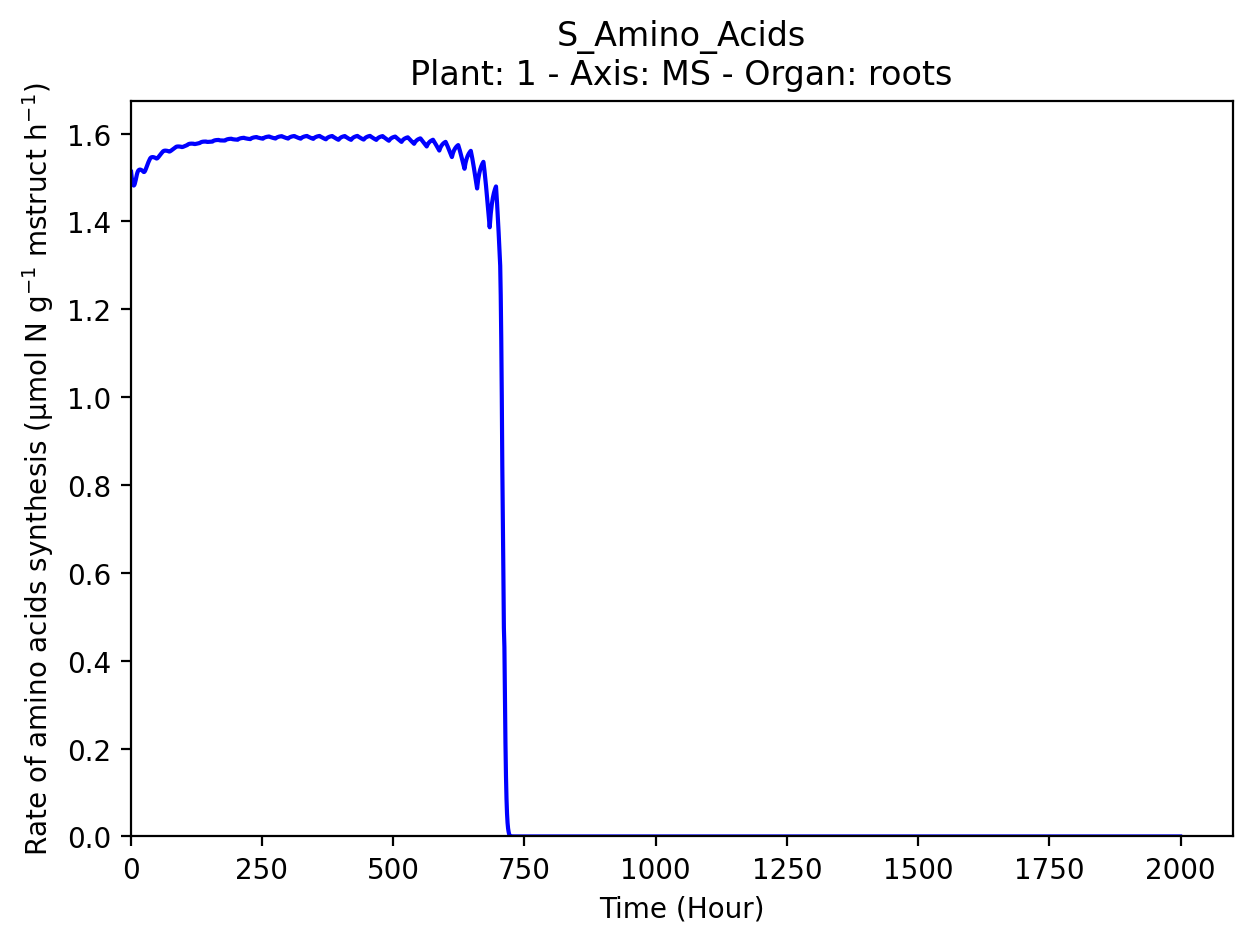 S_Amino_Acids
Plant: 1 - Axis: MS - Organ: roots
Rate of amino acids synthesis (µmol N g⁻¹ mstruct h⁻¹)
1.6
1.4
1.2
1.0
0.8
0.6
0.4
0.2
0.0
0 250 500 750 1000 1250 1500 1750 2000
Time (Hour)